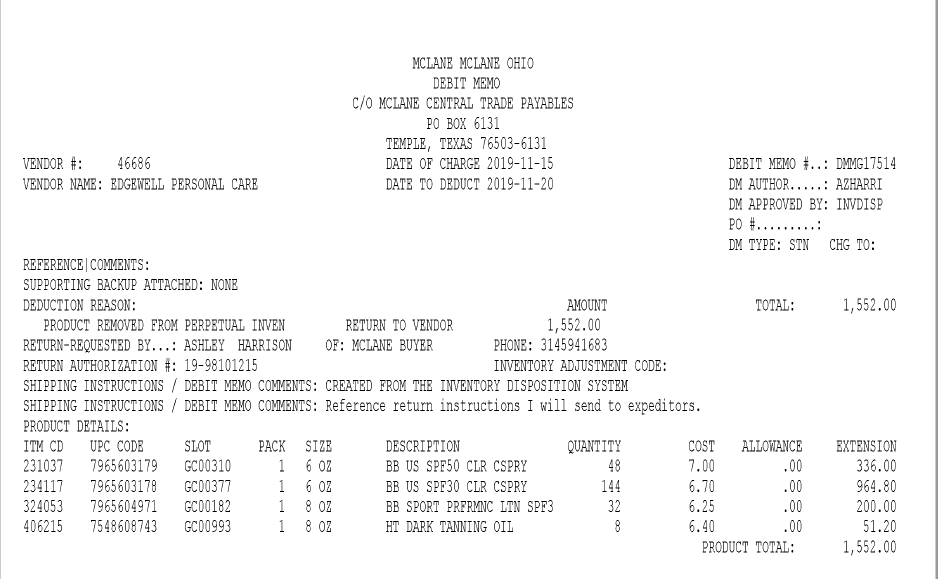 MCLANE MCLANE OHIO
DEBIT MEMO
C/O MCLANE CENTRAL TRADE PAYABLES
PO BOX 6131
TEMPLE, TEXAS 76503-6131
VENDOR #: 46686 DATE OF CHARGE 2019-11-15 DEBIT MEMO #..: DMMG17514
VENDOR NAME: EDGEWELL PERSONAL CARE DATE TO DEDUCT 2019-11-20 DM AUTHOR.....: AZHARRI
DM APPROVED BY: INVDISP
PO #.........:
DM TYPE: STN CHG TO:
REFERENCE|COMMENTS:
SUPPORTING BACKUP ATTACHED: NONE
DEDUCTION REASON: AMOUNT TOTAL: 1,552.00
PRODUCT REMOVED FROM PERPETUAL INVEN RETURN TO VENDOR 1,552.00
RETURN-REQUESTED BY...: ASHLEY HARRISON OF: MCLANE BUYER PHONE: 3145941683
RETURN AUTHORIZATION #: 19-98101215 INVENTORY ADJUSTMENT CODE:
SHIPPING INSTRUCTIONS / DEBIT MEMO COMMENTS: CREATED FROM THE INVENTORY DISPOSITION SYSTEM
SHIPPING INSTRUCTIONS / DEBIT MEMO COMMENTS: Reference return instructions I will send to expeditors.
PRODUCT DETAILS:
ITM CD UPC CODE SLOT PACK SIZE DESCRIPTION QUANTITY COST ALLOWANCE EXTENSION
231037 7965603179 GC00310 1 6 OZ BB US SPF50 CLR CSPRY 48 7.00 .00 336.00
234117 7965603178 GC00377 1 6 OZ BB US SPF30 CLR CSPRY 144 6.70 .00 964.80
324053 7965604971 GC00182 1 8 OZ BB SPORT PRFRMNC LTN SPF3 32 6.25 .00 200.00
406215 7548608743 GC00993 1 8 OZ HT DARK TANNING OIL 8 6.40 .00 51.20
PRODUCT TOTAL: 1,552.00